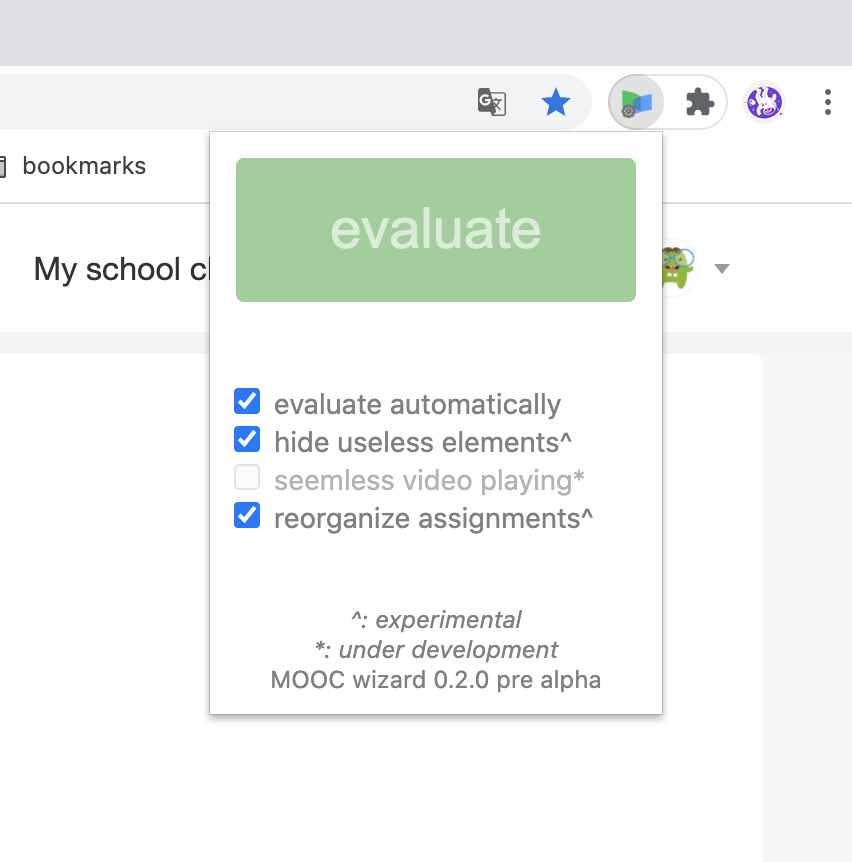 bookmarks
evaluate
My school
evaluate automatically
hide useless elements^
seemless video playing*
reorganize assignments^
^: experimental
*: under development
MOOC wizard 0.2.0 pre alpha